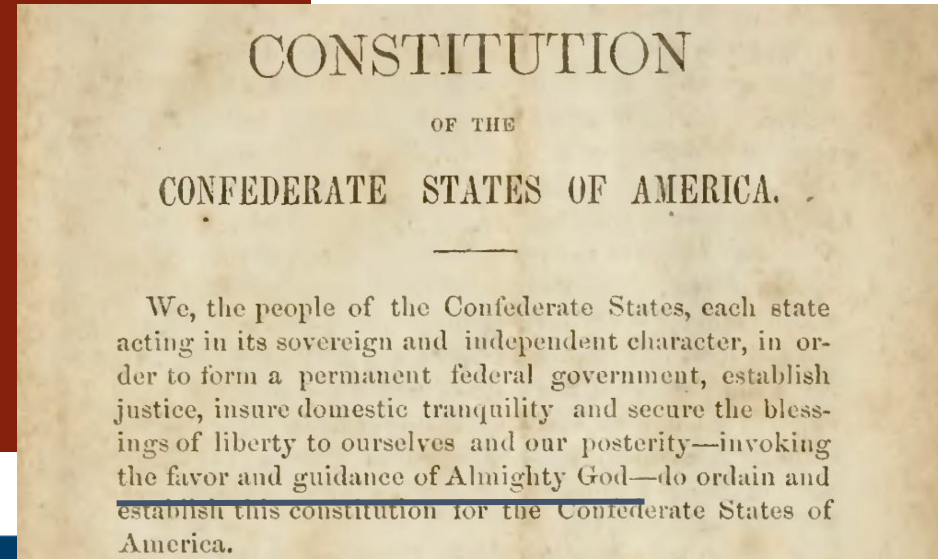 CONSTITUTION
OF THE
CONFEDERATE STATES OF AMERICA.
We, the people of the Confederate States, each state
acting in its sovereign and independent character, in or-
der to form a permanent federal government, establish
justice, insure domestic tranquility and secure the bless-
ings of liberty to ourselves and our posterity—invoking
the favor and guidance of Almighty God—do ordain and
establish this constitution for the Confederate States of
America.